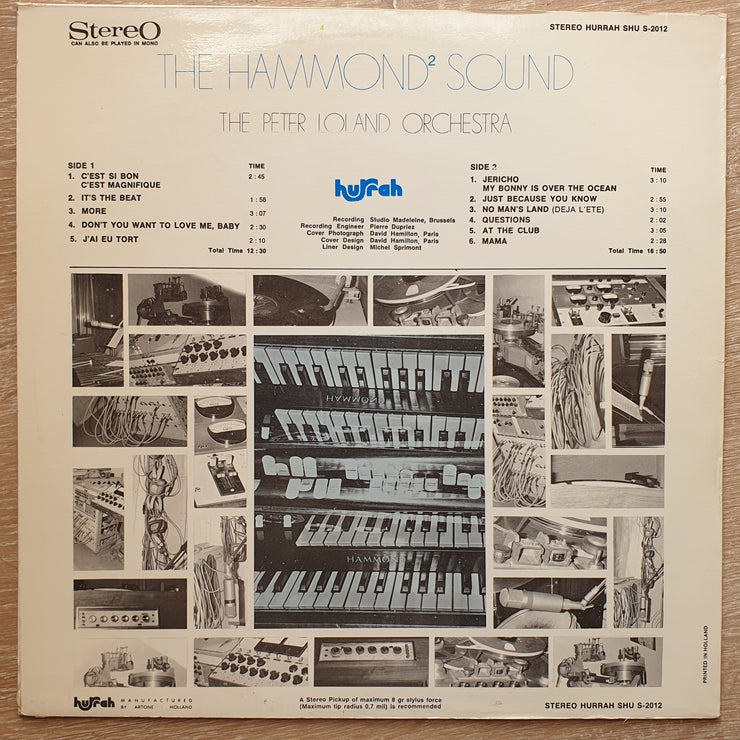 StereO
CAN ALSO BE PLAYED IN MONO
4
STEREO HURRAH SHU S-2012
THE HAMMOND² SOUND
THE PETER LOLAND ORCHESTRA
SIDE 1 TIME
1. C'EST SI BON
C'EST MAGNIFIQUE 2:45
2. IT'S THE BEAT 1:58
3. MORE 3:07
4. DON'T YOU WANT TO LOVE ME, BABY 2:30
5. J'AI EU TORT 2:10
Total Time 12:30
hurrah
Recording Studio Madeleine, Brussels
Recording Engineer Pierre Dupriez
Cover Photograph David Hamilton, Paris
Cover Design David Hamilton, Paris
Liner Design Michel Sprimont
SIDE 2 TIME
1. JERICHO 3:10
MY BONNY IS OVER THE OCEAN
2. JUST BECAUSE YOU KNOW 2:55
3. NO MAN'S LAND (DEJA L'ETE) 3:10
4. QUESTIONS 2:02
5. AT THE CLUB 3:05
6. MAMA 2:28
Total Time 16:50
HAMMOND
HAMMOND
hurrah
MANUFACTURED
BY ARTONE - HOLLAND
A Stereo Pickup of maximum 8 gr stylus force
(Maximum tip radius 0,7 mil) is recommended
STEREO HURRAH SHU S-2012
PRINTED IN HOLLAND